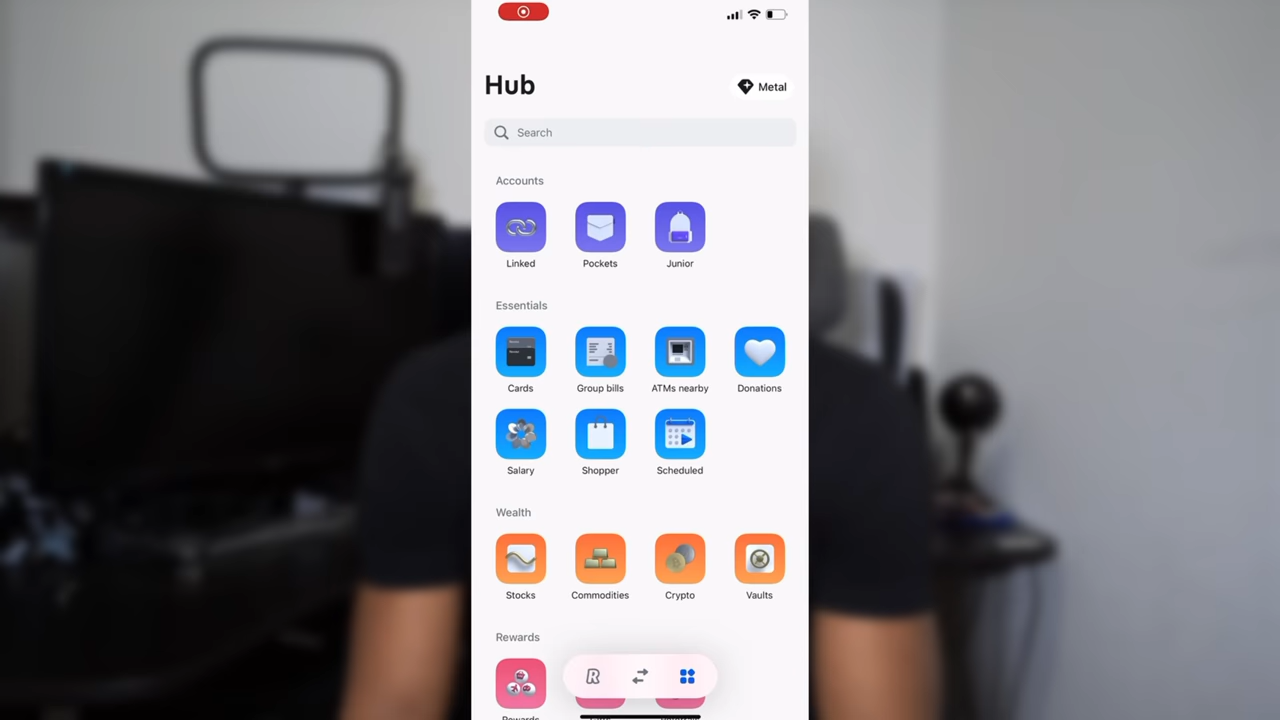 Hub
Metal
Search
Accounts
Linked
Pockets
Junior
Essentials
Cards
Group bills
ATMs nearby
Donations
Salary
Shopper
Scheduled
Wealth
Stocks
Commodities
Crypto
Vaults
Rewards
R
Rewards